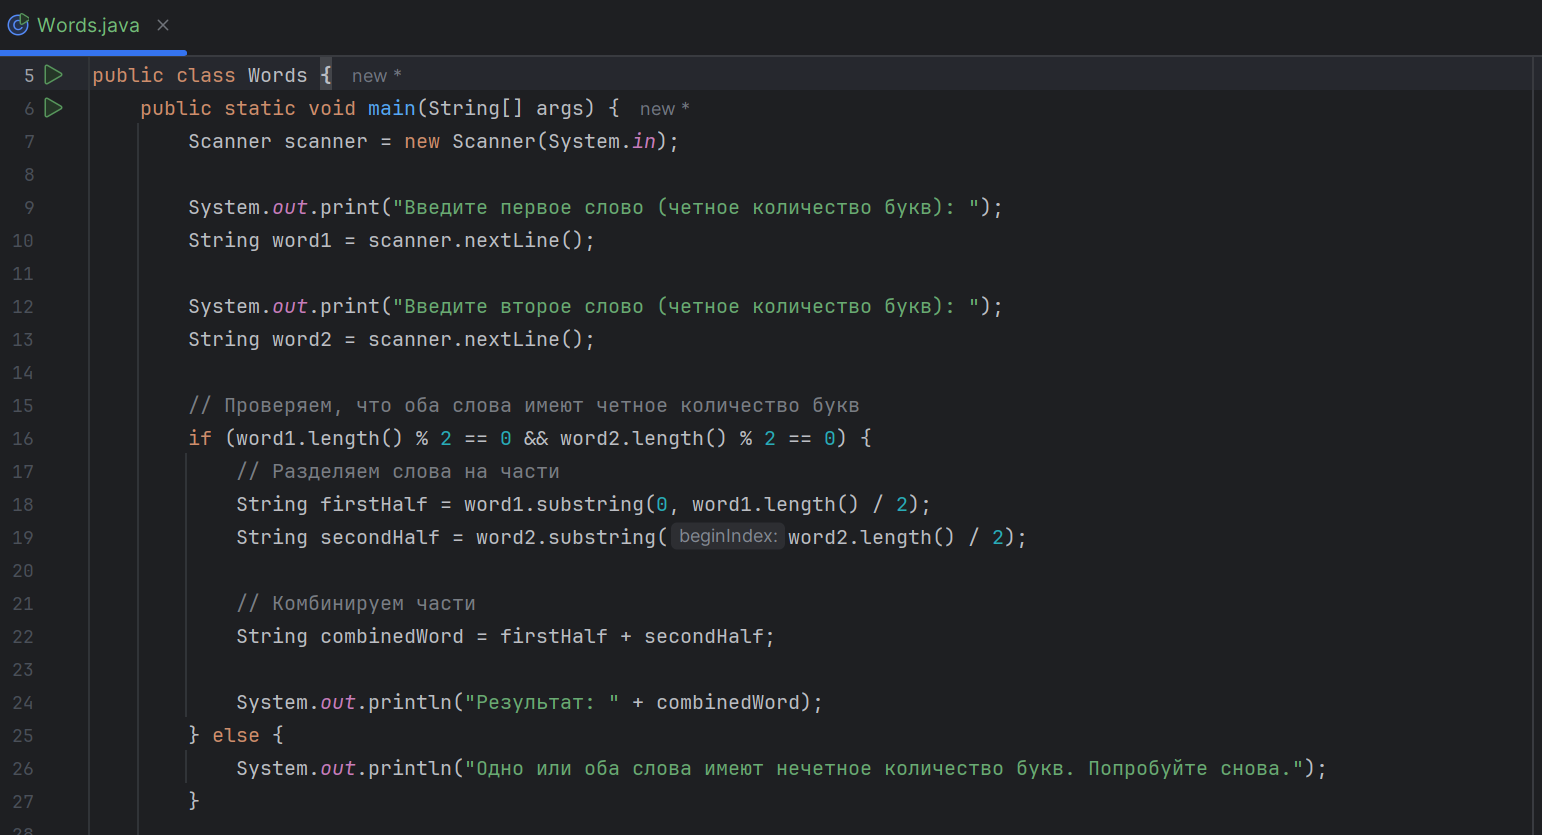 Words.java
5 public class Words { new *
6 public static void main(String[] args) { new *
7 Scanner scanner = new Scanner(System.in);
8
9 System.out.print("Введите первое слово (четное количество букв): ");
10 String word1 = scanner.nextLine();
11
12 System.out.print("Введите второе слово (четное количество букв): ");
13 String word2 = scanner.nextLine();
14
15 // Проверяем, что оба слова имеют четное количество букв
16 if (word1.length() % 2 == 0 && word2.length() % 2 == 0) {
17 // Разделяем слова на части
18 String firstHalf = word1.substring(0, word1.length() / 2);
19 String secondHalf = word2.substring( beginIndex: word2.length() / 2);
20
21 // Комбинируем части
22 String combinedWord = firstHalf + secondHalf;
23
24 System.out.println("Результат: " + combinedWord);
25 } else {
26 System.out.println("Одно или оба слова имеют нечетное количество букв. Попробуйте снова.");
27 }
28